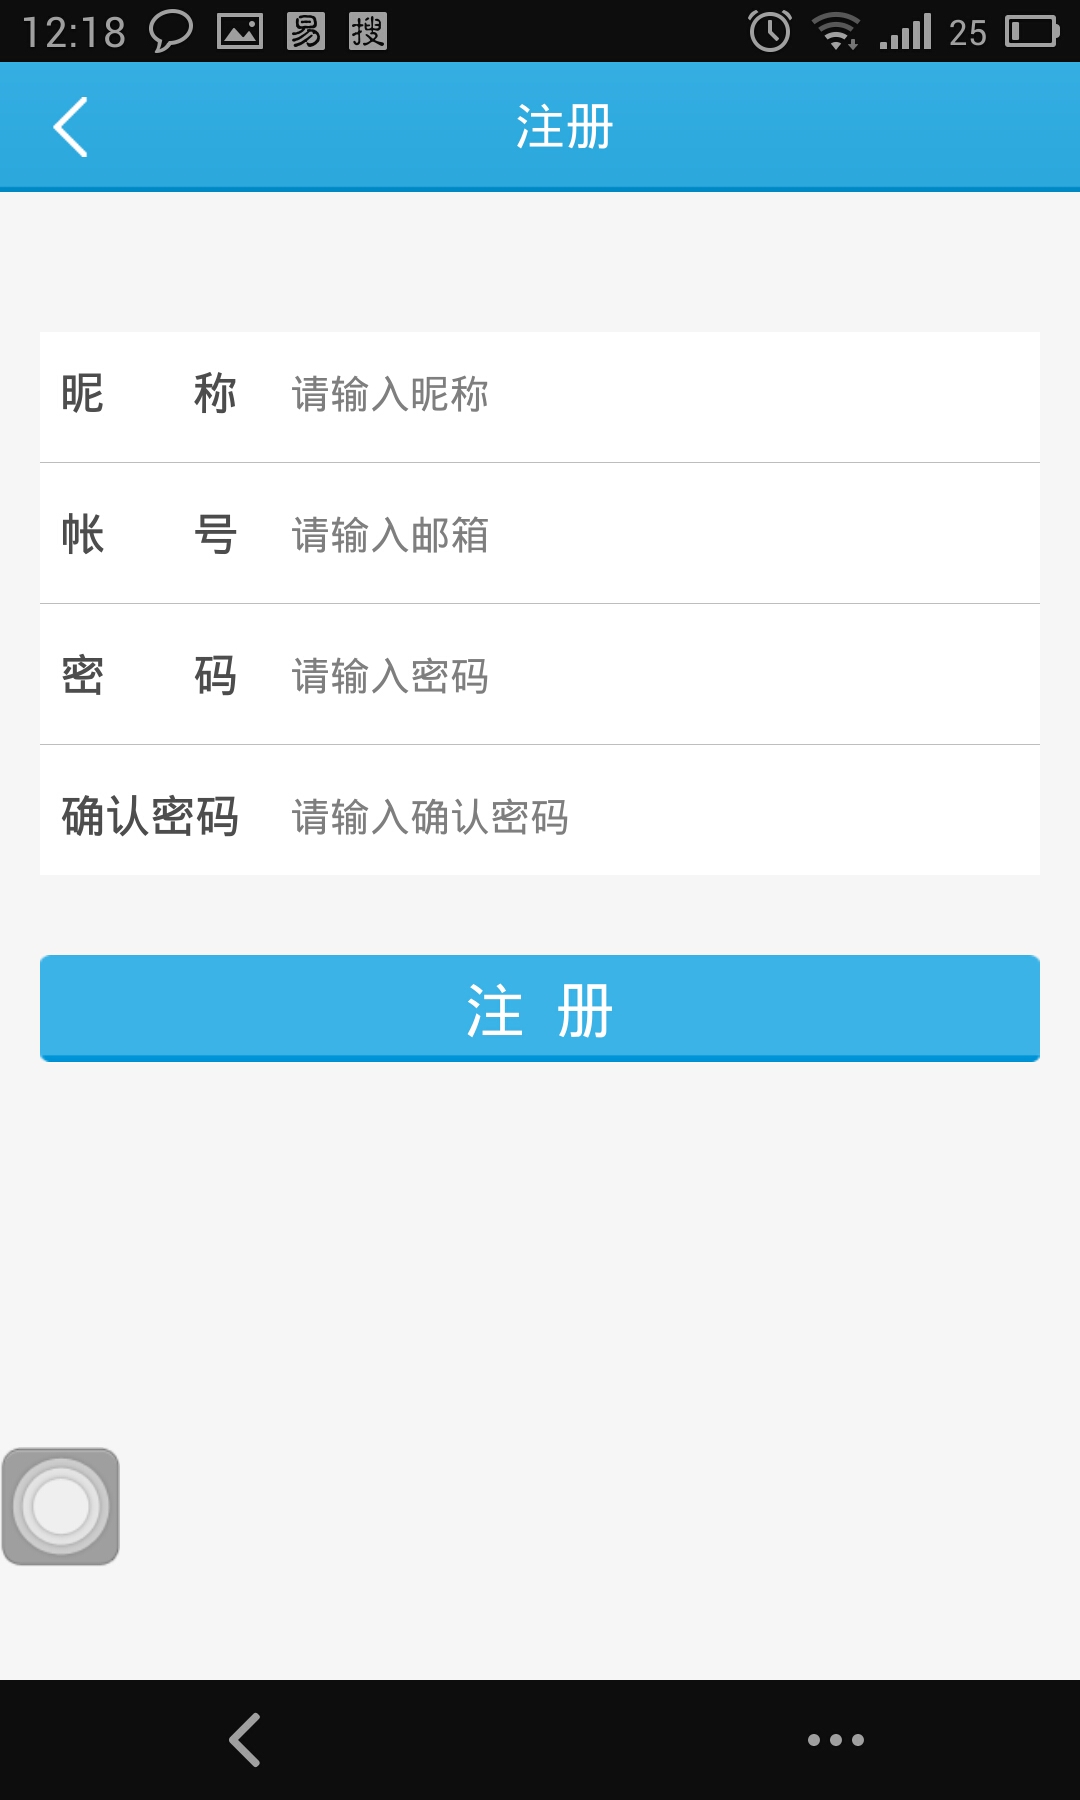 12:18 易 搜 25
注册
昵 称 请输入昵称
帐 号 请输入邮箱
密 码 请输入密码
确认密码 请输入确认密码
注 册